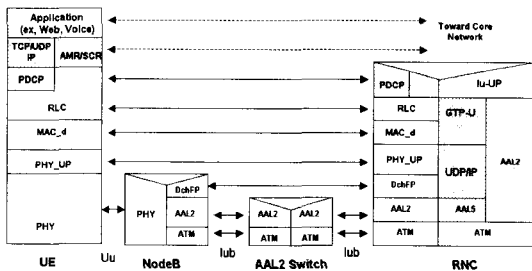 Application
(ex, Web, Voice)
TCP/UDP
IP
AMR/SCR
PDCP
RLC
MAC_d
PHY_UP
PHY
UE
Uu
PHY
DchFP
AAL2
ATM
NodeB
Iub
AAL2
AAL2
ATM
ATM
AAL2 Switch
Iub
Toward Core
Network
PDCP
Iu-UP
RLC
GTP-U
MAC_d
AAL2
PHY_UP
UDP/IP
DchFP
AAL2
AAL5
ATM
ATM
RNC